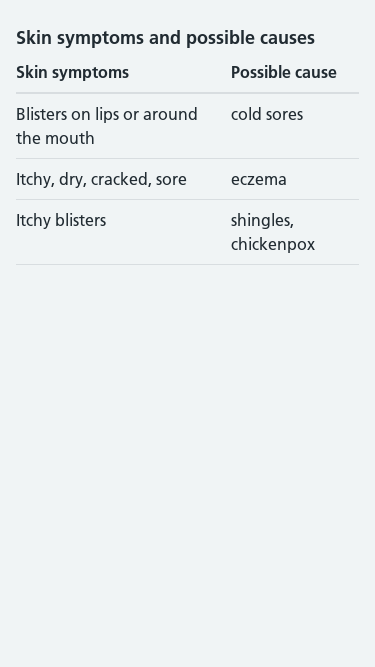 Skin symptoms and possible causes
Skin symptoms Possible cause
Blisters on lips or around cold sores
the mouth
Itchy, dry, cracked, sore eczema
Itchy blisters shingles,
chickenpox